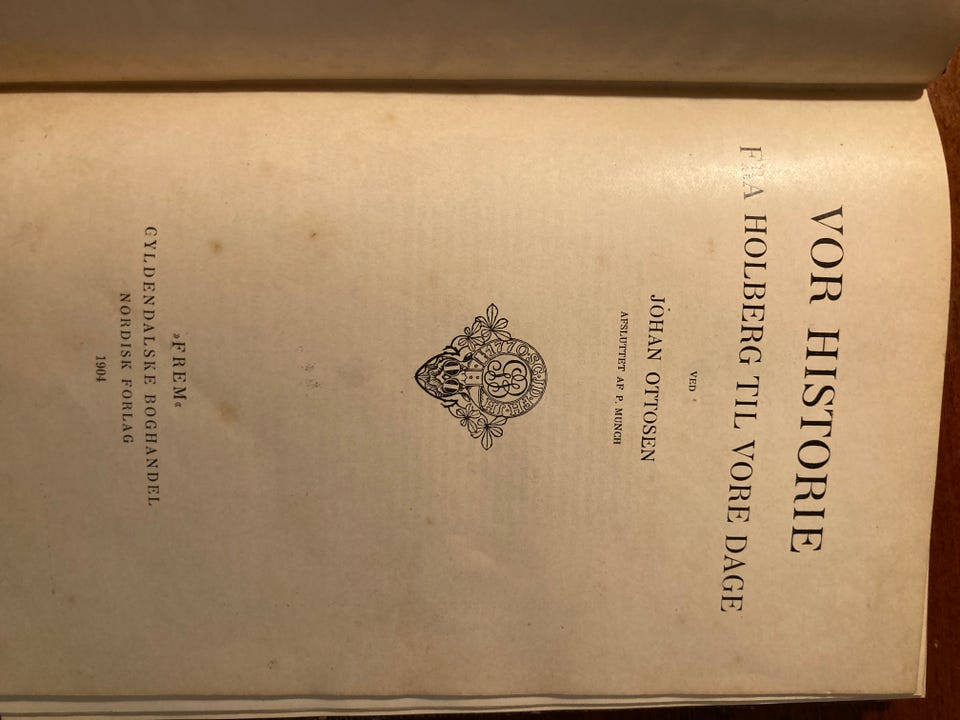 VOR HISTORIE
FRA HOLBERG TIL VORE DAGE
VED
JOHAN OTTOSEN
AFSLUTTET AF P. MUNCH
1770
»FREM«
GYLDENDALSKE BOGHANDEL
NORDISK FORLAG
1904